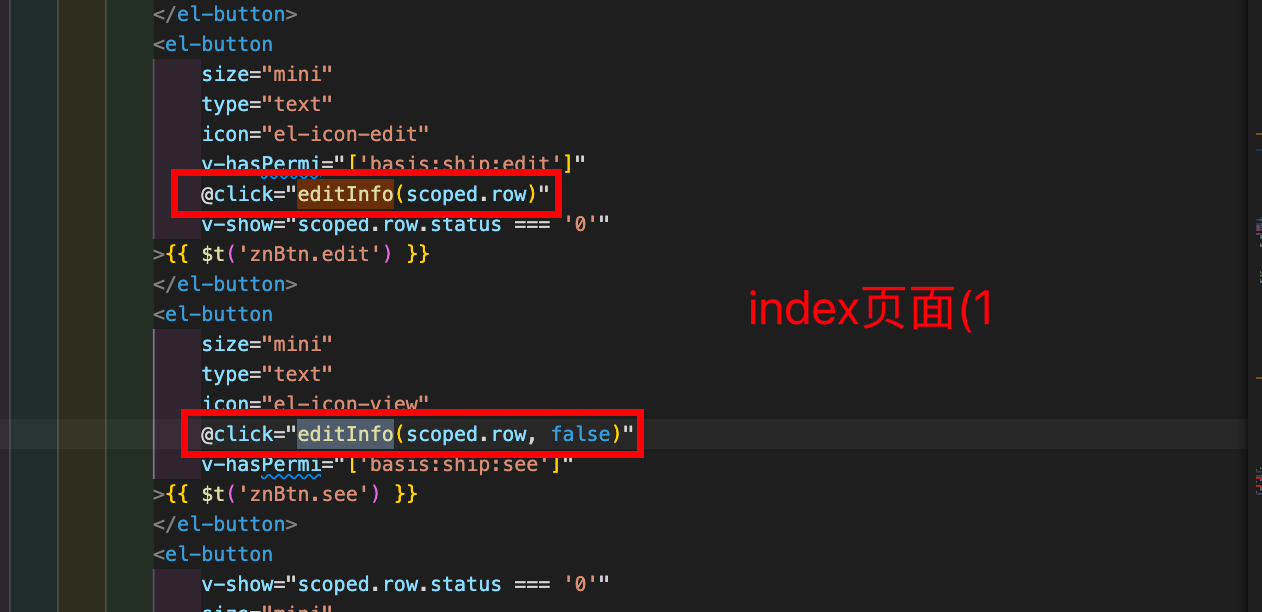 </el-button>
<el-button
size="mini"
type="text"
icon="el-icon-edit"
v-hasPermi="['basis:ship:edit']"
@click="editInfo(scoped.row)"
v-show="scoped.row.status === '0'"
>{{ $t('znBtn.edit') }}
</el-button>
<el-button
size="mini"
type="text"
icon="el-icon-view"
@click="editInfo(scoped.row, false)"
v-hasPermi="['basis:ship:see']"
>{{ $t('znBtn.see') }}
</el-button>
<el-button
v-show="scoped.row.status === '0'"
size="mini"
index页面(1